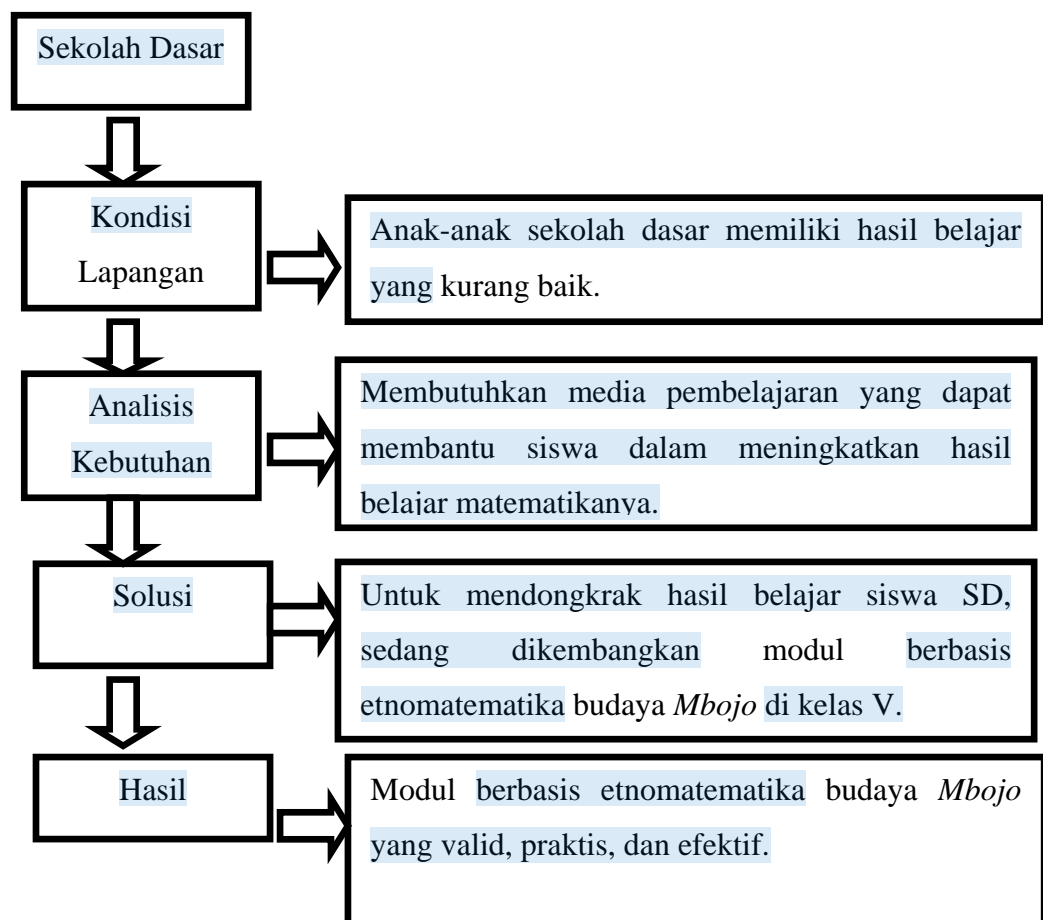 Sekolah Dasar
Kondisi
Lapangan
Anak-anak sekolah dasar memiliki hasil belajar
yang kurang baik.
Analisis
Kebutuhan
Membutuhkan media pembelajaran yang dapat
membantu siswa dalam meningkatkan hasil
belajar matematikanya.
Solusi
Untuk mendongkrak hasil belajar siswa SD,
sedang dikembangkan modul berbasis
etnomatematika budaya Mbojo di kelas V.
Hasil
Modul berbasis etnomatematika budaya Mbojo
yang valid, praktis, dan efektif.